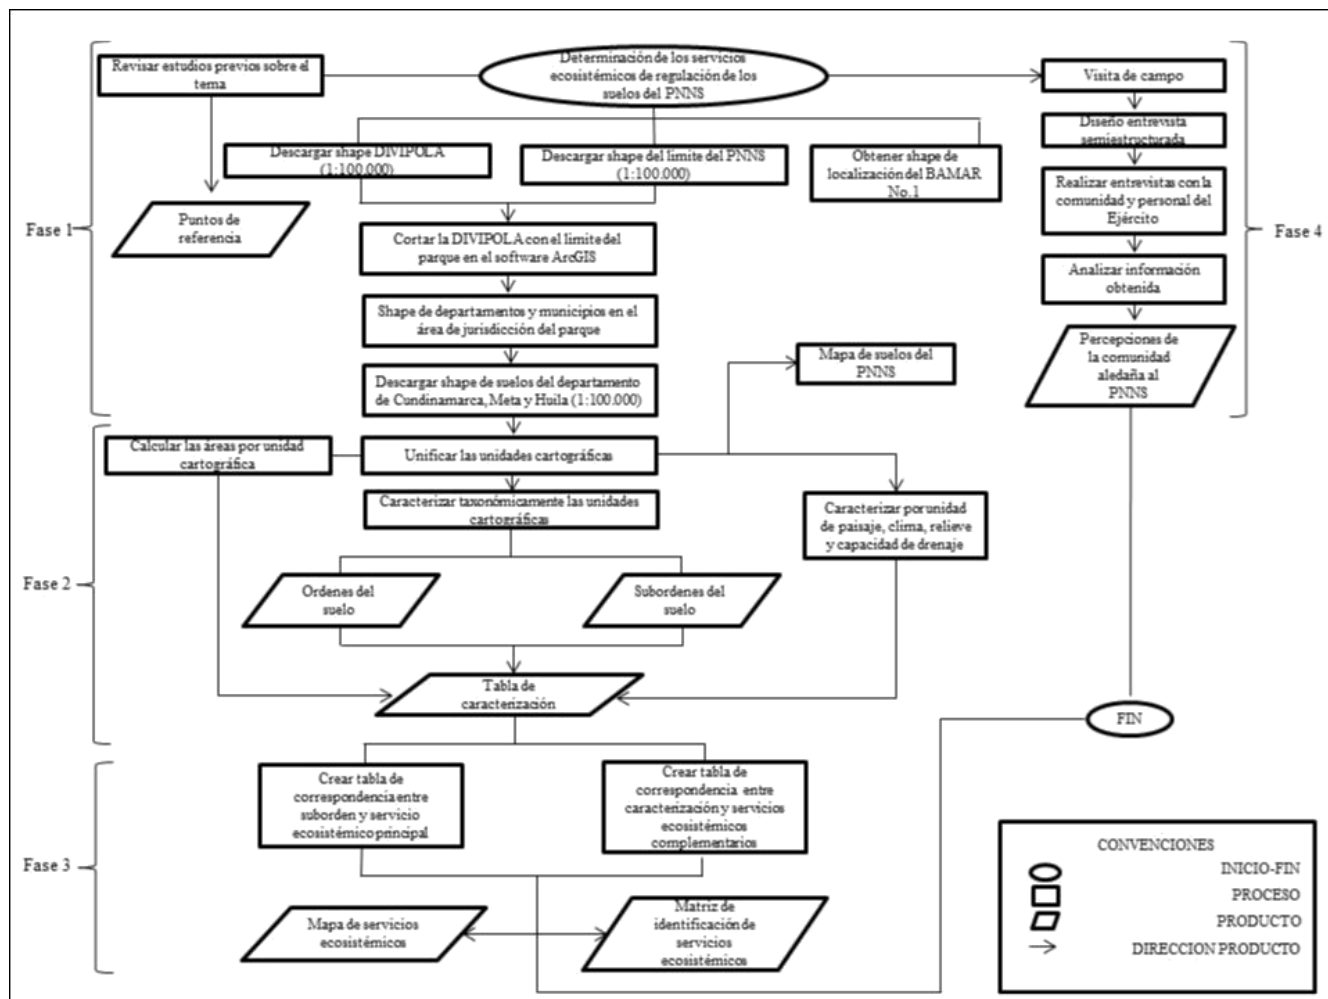 Revisar estudios previos sobre el
tema
Determinación de los servicios
ecosistémicos de regulación de los
suelos del PNNS
Visita de campo
Diseño entrevista
semiestructurada
Descargar shape DIVIPOLA
(1:100.000)
Descargar shape del limite del PNNS
(1:100.000)
Obtener shape de
localización del BAMAR
No.1
Realizar entrevistas con la
comunidad y personal del
Ejército
Fase 1
Puntos de
referencia
Cortar la DIVIPOLA con el limite del
parque en el software ArcGIS
Fase 4
Analizar información
obtenida
Shape de departamentos y municipios en el
área de jurisdicción del parque
Percepciones de
la comunidad
aledaña al
PNNS
Mapa de suelos del
PNNS
Descargar shape de suelos del departamento
de Cundinamarca, Meta y Huila (1:100.000)
Calcular las áreas por unidad
cartográfica
Unificar las unidades cartográficas
Caracterizar taxonómicamente las unidades
cartográficas
Caracterizar por unidad
de paisaje, clima, relieve
y capacidad de drenaje
Fase 2
Ordenes del
suelo
Subordenes del
suelo
Tabla de
caracterización
FIN
Crear tabla de
correspondencia entre
suborden y servicio
ecosistémico principal
Crear tabla de
correspondencia entre
caracterización y servicios
ecosistémicos
complementarios
Fase 3
Mapa de servicios
ecosistémicos
Matriz de
identificación de
servicios
ecosistémicos
CONVENCIONES
INICIO-FIN
PROCESO
PRODUCTO
DIRECCION PRODUCTO